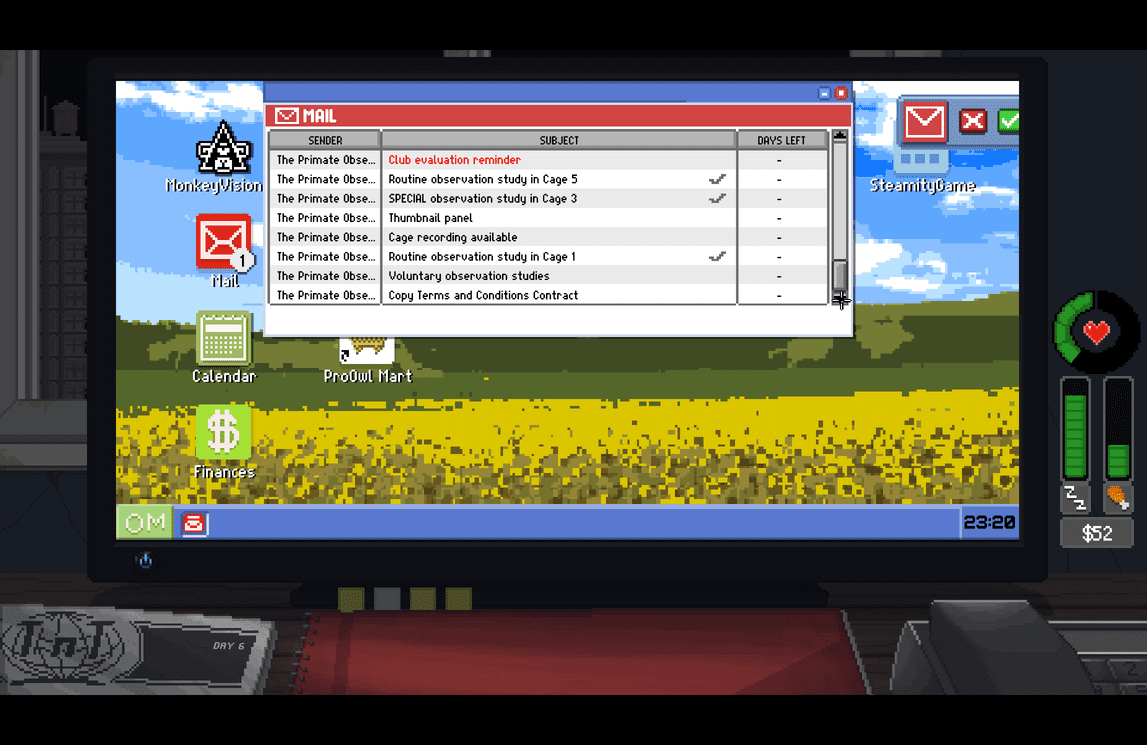 MAIL
SENDER SUBJECT DAYS LEFT
The Primate Obse... Club evaluation reminder -
The Primate Obse... Routine observation study in Cage 5 -
The Primate Obse... SPECIAL observation study in Cage 3 -
The Primate Obse... Thumbnail panel -
The Primate Obse... Cage recording available -
The Primate Obse... Routine observation study in Cage 1 -
The Primate Obse... Voluntary observation studies -
The Primate Obse... Copy Terms and Conditions Contract -
MonkeyVision
SteamityGame
1
Mail
Calendar
ProOwl Mart
$
Finances
OM
23:20
Z
Z
$52
TnT
DAY 6